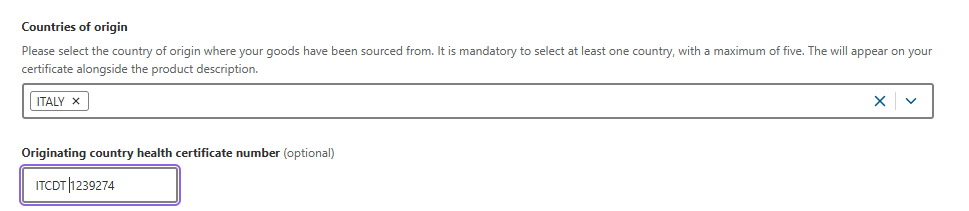 Countries of origin
Please select the country of origin where your goods have been sourced from. It is mandatory to select at least one country, with a maximum of five. The will appear on your
certificate alongside the product description.
ITALY
Originating country health certificate number (optional)
ITCDT 1239274